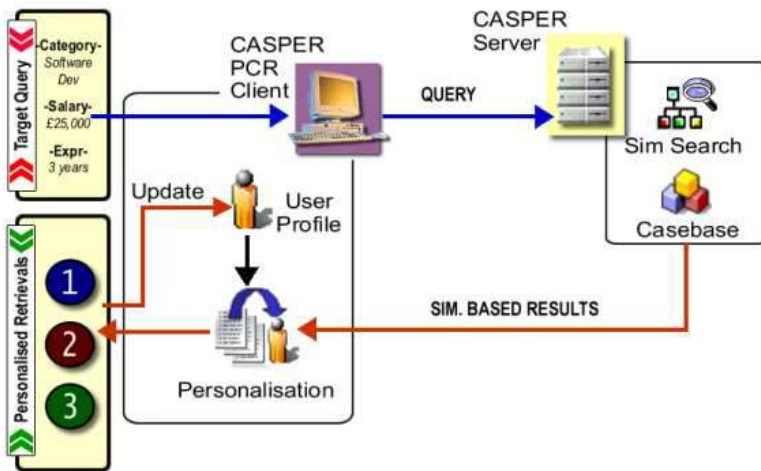 Target Query
-Category-
Software
Dev
-Salary-
£25,000
-Expr-
3 years
CASPER
PCR
Client
QUERY
CASPER
Server
Sim Search
Casebase
Update
User
Profile
Personalised Retrievals
1
2
3
SIM. BASED RESULTS
Personalisation